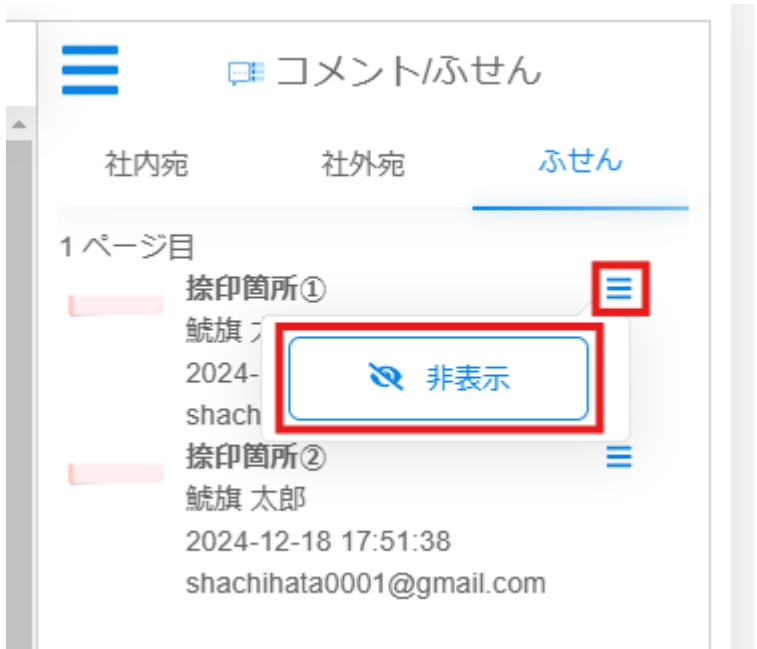 コメント/ふせん
社内宛 社外宛 ふせん
1 ページ目
捺印箇所①
鯱旗
2024-
非表示
shach
捺印箇所②
鯱旗 太郎
2024-12-18 17:51:38
shachihata0001@gmail.com